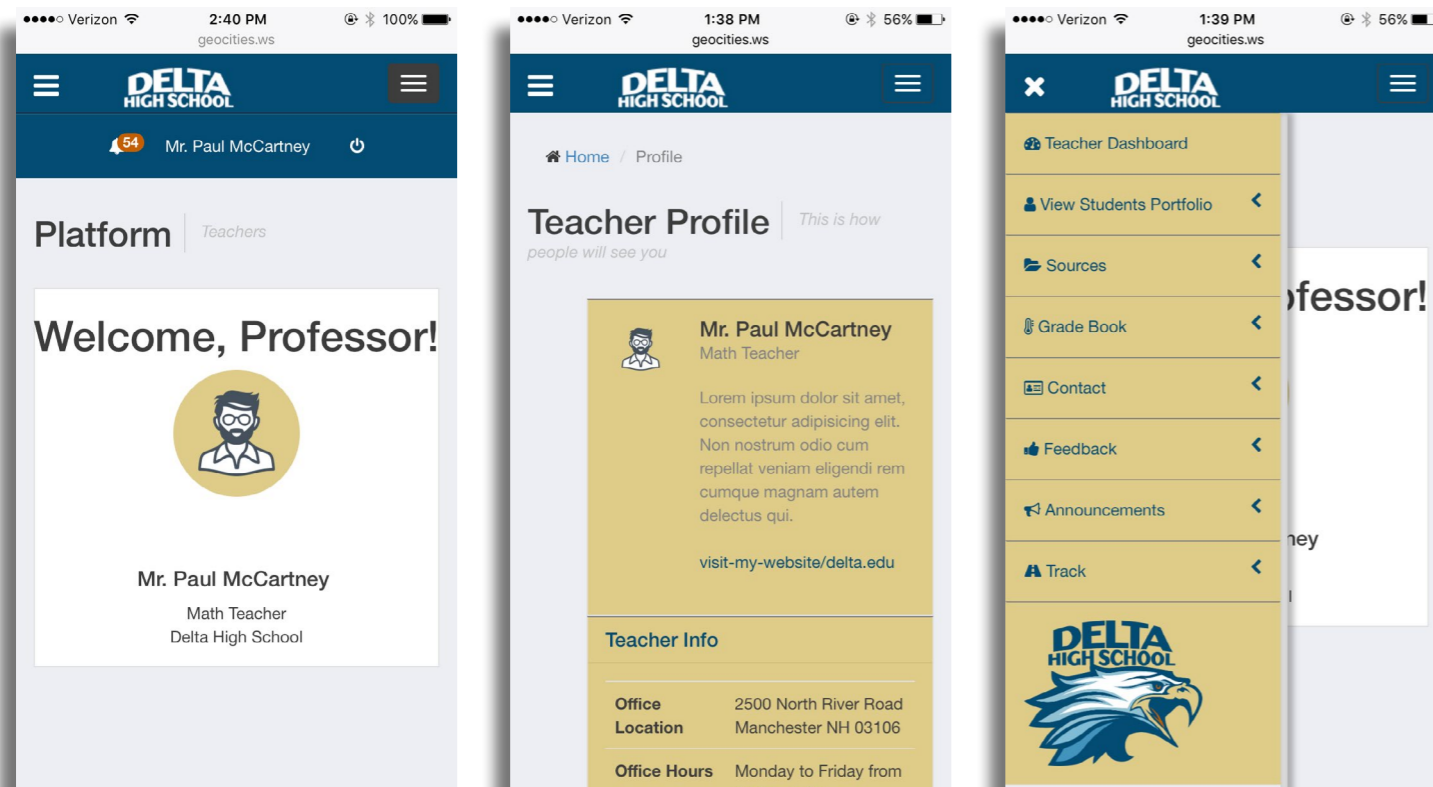 Verizon 2:40 PM 100%
geocities.ws
DELTA
HIGH SCHOOL
54 Mr. Paul McCartney
Platform Teachers
Welcome, Professor!
Mr. Paul McCartney
Math Teacher
Delta High School
Verizon 1:38 PM 56%
geocities.ws
DELTA
HIGH SCHOOL
Home / Profile
Teacher Profile This is how
people will see you
Mr. Paul McCartney
Math Teacher
Lorem ipsum dolor sit amet,
consectetur adipisicing elit.
Non nostrum odio cum
repellat veniam eligendi rem
cumque magnam autem
delectus qui.
visit-my-website/delta.edu
Teacher Info
Office Location 2500 North River Road
Manchester NH 03106
Office Hours Monday to Friday from
Verizon 1:39 PM 56%
geocities.ws
DELTA
HIGH SCHOOL
Teacher Dashboard
View Students Portfolio
Sources
ofessor!
Grade Book
Contact
Feedback
Announcements
ney
Track
DELTA
HIGH SCHOOL